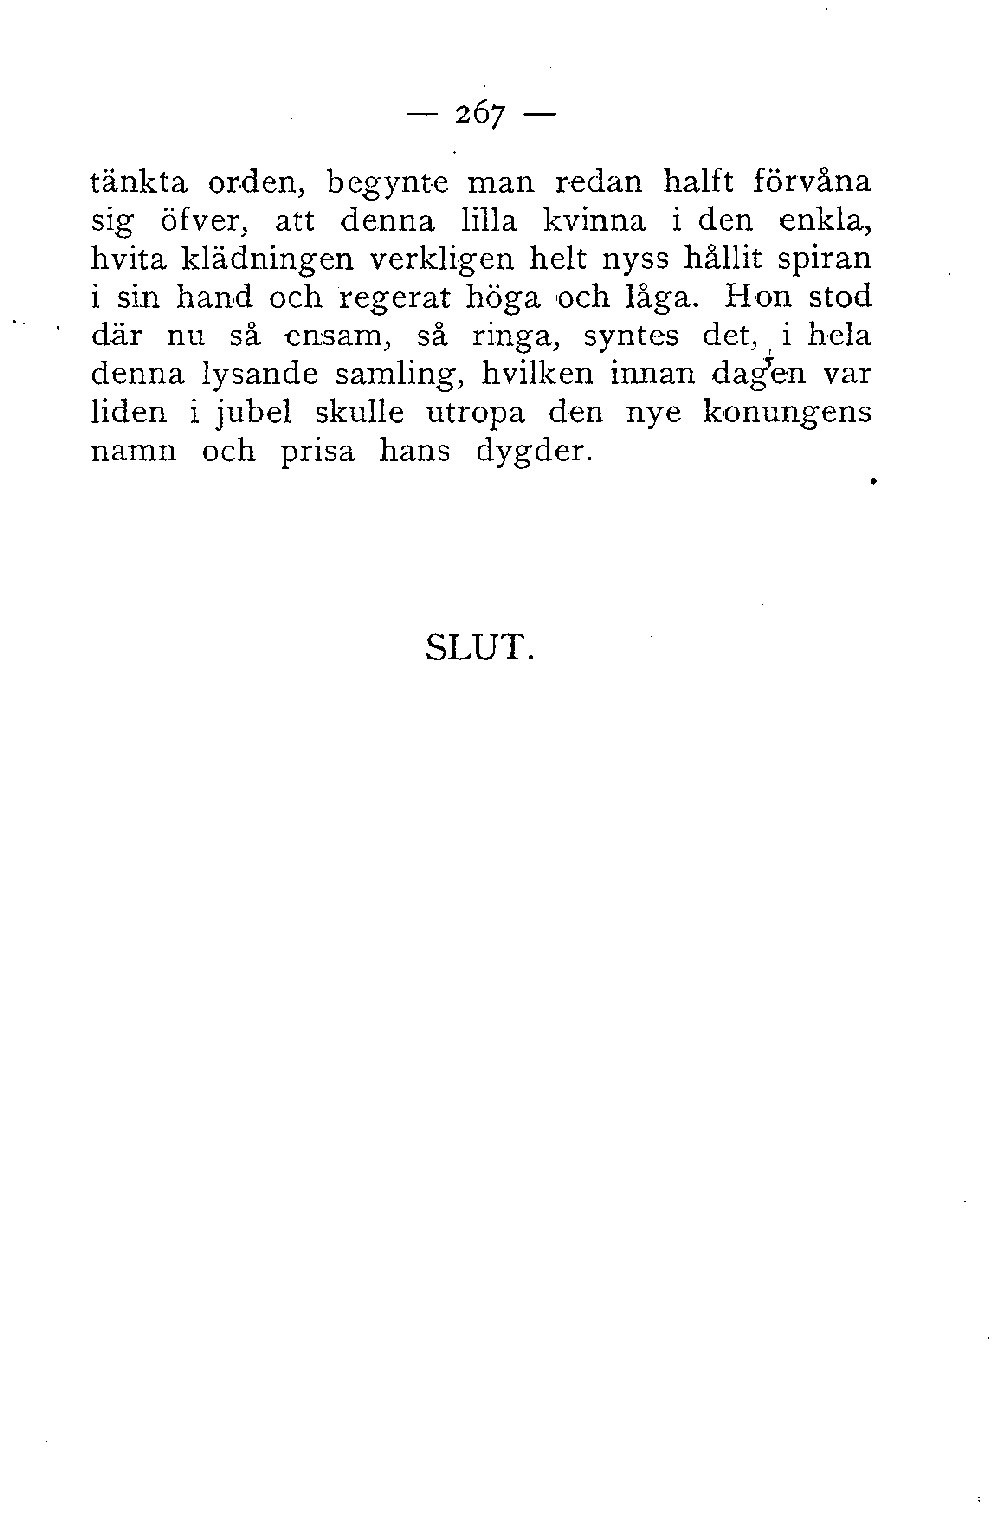 — 267 —
tänkta orden, begynte man redan halft förvåna
sig öfver, att denna lilla kvinna i den enkla,
hvita klädningen verkligen helt nyss hållit spiran
i sin hand och regerat höga och låga. Hon stod
där nu så ensam, så ringa, syntes det, i hela
denna lysande samling, hvilken innan dagen var
liden i jubel skulle utropa den nye konungens
namn och prisa hans dygder.
SLUT.